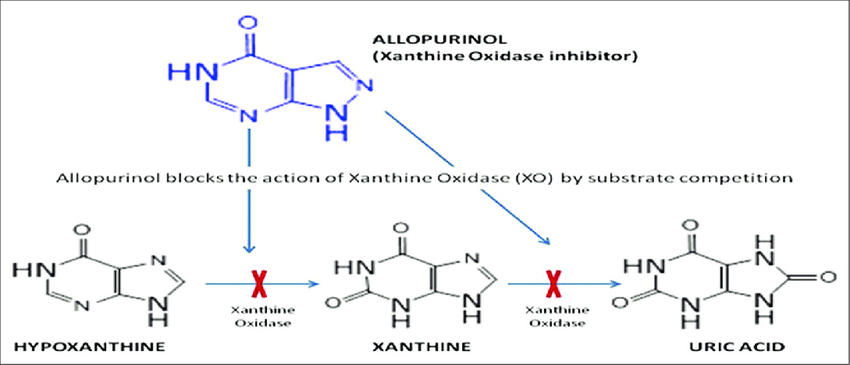 O
HN
N
N
N
H
ALLOPURINOL
(Xanthine Oxidase inhibitor)
Allopurinol blocks the action of Xanthine Oxidase (XO) by substrate competition
O
HN
N
N
N
H
X
Xanthine
Oxidase
O
HN
O
N
H
N
N
H
X
Xanthine
Oxidase
O
HN
O
N
H
H
N
N
H
O
HYPOXANTHINE
XANTHINE
URIC ACID